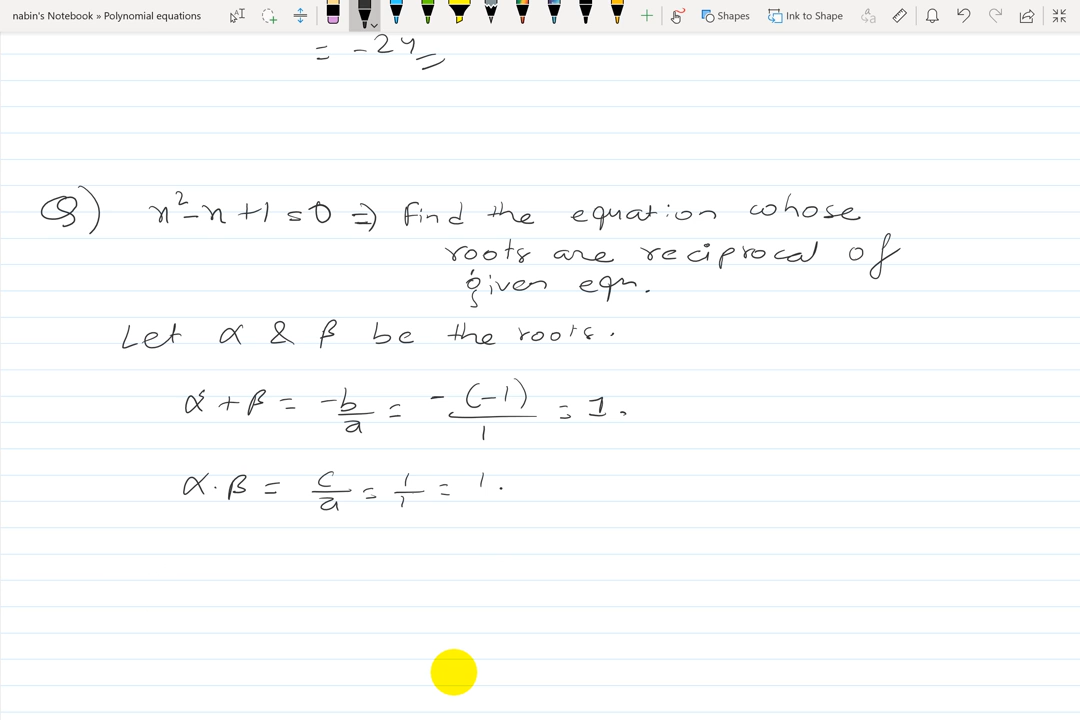 nabin's Notebook » Polynomial equations
Shapes
Ink to Shape
= -24
Q) x²-x+1=0 ⇒ find the equation whose
roots are reciprocal of
given eqn.
Let α & β be the roots.
α + β = -b/a = -(-1)/1 = 1.
α · β = c/a = 1/1 = 1.